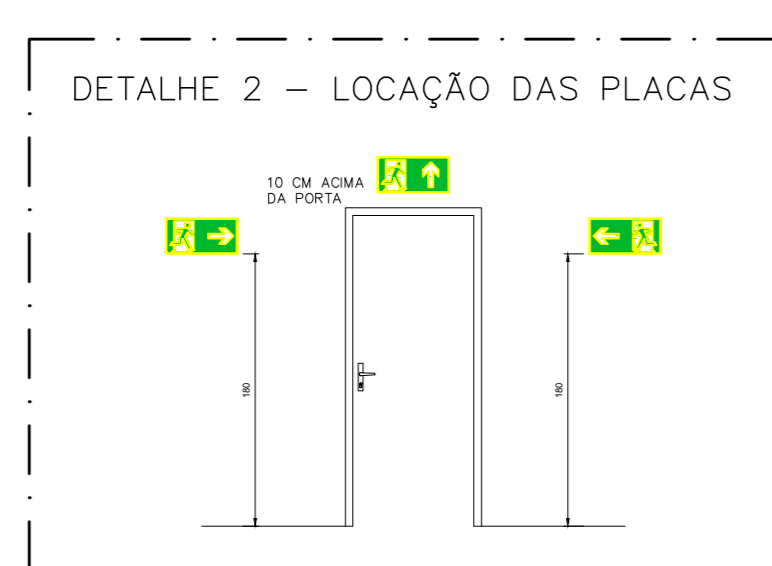 DETALHE 2 – LOCAÇÃO DAS PLACAS
10 CM ACIMA
DA PORTA
180
180